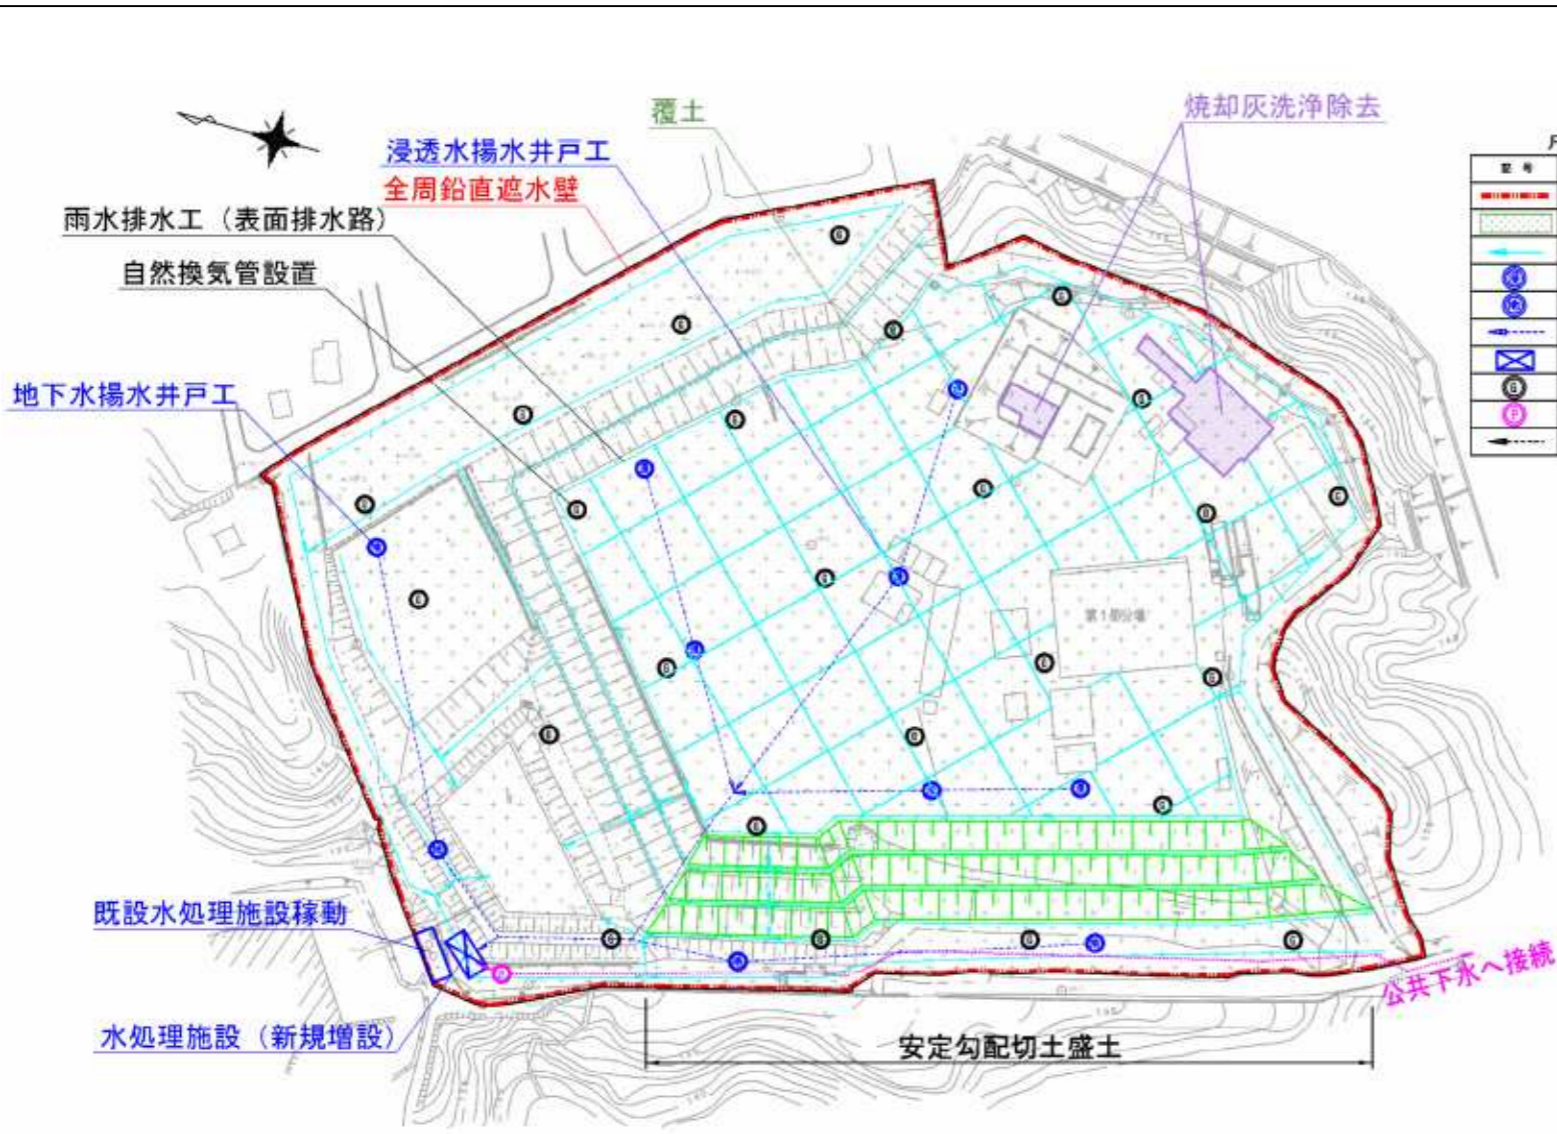 覆土
焼却灰洗浄除去
浸透水揚水井戸工
全周鉛直遮水壁
雨水排水工（表面排水路）
自然換気管設置
記 号
地下水揚水井戸工
第1処分場
既設水処理施設稼動
水処理施設（新規増設）
公共下水へ接続
安定勾配切土盛土